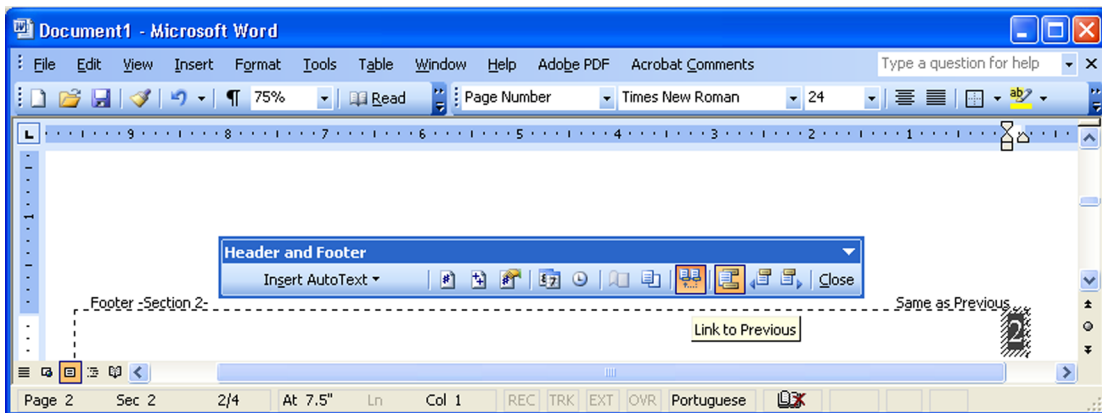 Document1 - Microsoft Word
File Edit View Insert Format Tools Table Window Help Adobe PDF Acrobat Comments Type a question for help
75% Read Page Number Times New Roman 24
9 8 7 6 5 4 3 2 1
1
Header and Footer
Insert AutoText Close
Footer -Section 2- Same as Previous
Link to Previous
2
Page 2 Sec 2 2/4 At 7.5" Ln Col 1 REC TRK EXT OVR Portuguese